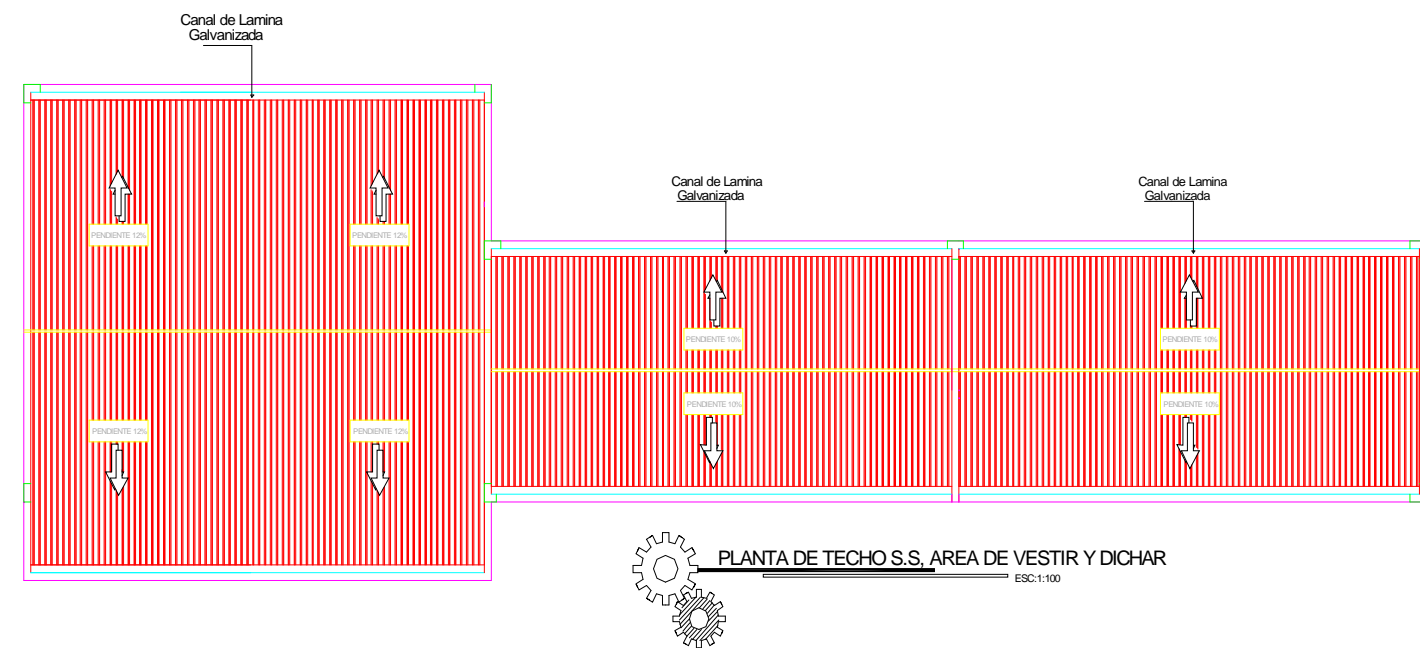 Canal de Lamina
Galvanizada
Canal de Lamina
Galvanizada
Canal de Lamina
Galvanizada
PENDIENTE 12%
PENDIENTE 12%
PENDIENTE 10%
PENDIENTE 10%
PENDIENTE 10%
PENDIENTE 10%
PENDIENTE 12%
PENDIENTE 12%
PLANTA DE TECHO S.S, AREA DE VESTIR Y DICHAR
ESC:1:100